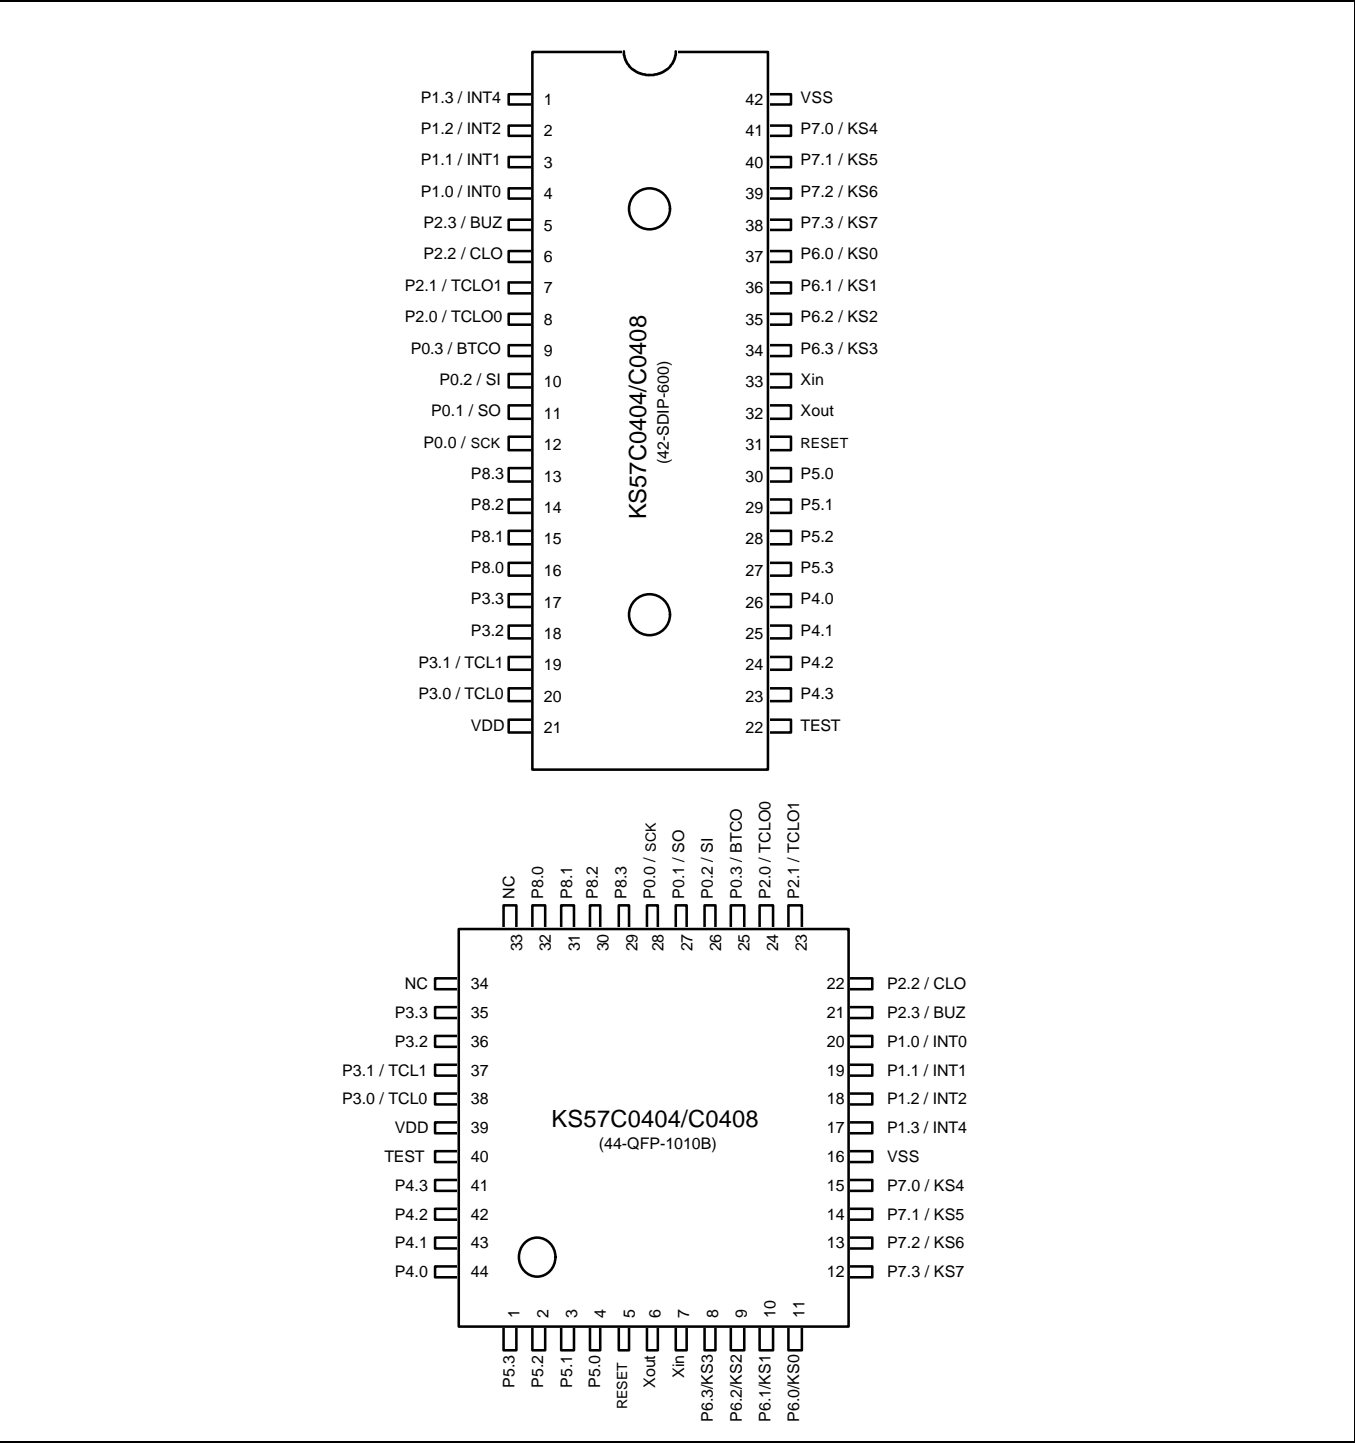 P1.3 / INT4 1 42 VSS
P1.2 / INT2 2 41 P7.0 / KS4
P1.1 / INT1 3 40 P7.1 / KS5
P1.0 / INT0 4 39 P7.2 / KS6
P2.3 / BUZ 5 38 P7.3 / KS7
P2.2 / CLO 6 37 P6.0 / KS0
P2.1 / TCLO1 7 36 P6.1 / KS1
P2.0 / TCLO0 8 35 P6.2 / KS2
P0.3 / BTCO 9 34 P6.3 / KS3
P0.2 / SI 10 33 Xin
P0.1 / SO 11 32 Xout
P0.0 / SCK 12 31 RESET
P8.3 13 30 P5.0
P8.2 14 29 P5.1
P8.1 15 28 P5.2
P8.0 16 27 P5.3
P3.3 17 26 P4.0
P3.2 18 25 P4.1
P3.1 / TCL1 19 24 P4.2
P3.0 / TCL0 20 23 P4.3
VDD 21 22 TEST
KS57C0404/C0408
(42-SDIP-600)
NC
P8.0
P8.1
P8.2
P8.3
P0.0 / SCK
P0.1 / SO
P0.2 / SI
P0.3 / BTCO
P2.0 / TCLO0
P2.1 / TCLO1
33 32 31 30 29 28 27 26 25 24 23
NC 34 22 P2.2 / CLO
P3.3 35 21 P2.3 / BUZ
P3.2 36 20 P1.0 / INT0
P3.1 / TCL1 37 19 P1.1 / INT1
P3.0 / TCL0 38 18 P1.2 / INT2
VDD 39 17 P1.3 / INT4
TEST 40 16 VSS
P4.3 41 15 P7.0 / KS4
P4.2 42 14 P7.1 / KS5
P4.1 43 13 P7.2 / KS6
P4.0 44 12 P7.3 / KS7
KS57C0404/C0408
(44-QFP-1010B)
1 2 3 4 5 6 7 8 9 10 11
P5.3
P5.2
P5.1
P5.0
RESET
Xout
Xin
P6.3/KS3
P6.2/KS2
P6.1/KS1
P6.0/KS0